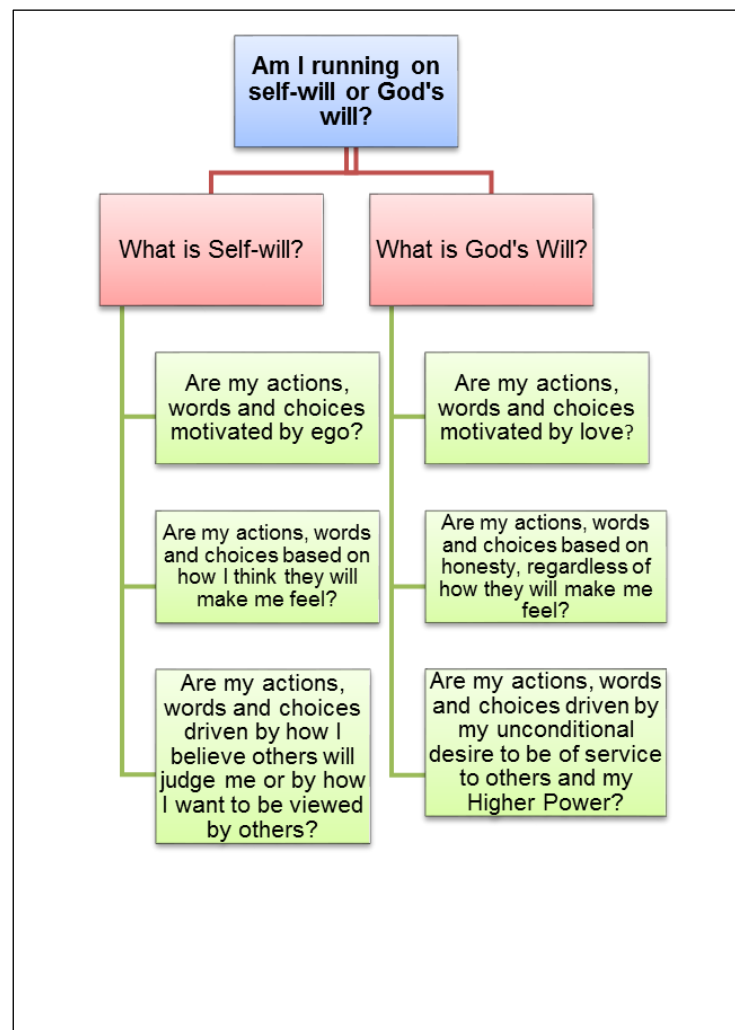 Am I running on
self-will or God's
will?
What is Self-will?
Are my actions,
words and choices
motivated by ego?
Are my actions, words
and choices based on
how I think they will
make me feel?
Are my actions,
words and choices
driven by how I
believe others will
judge me or by how
I want to be viewed
by others?
What is God's Will?
Are my actions,
words and choices
motivated by love?
Are my actions, words
and choices based on
honesty, regardless of
how they will make me
feel?
Are my actions, words
and choices driven by
my unconditional
desire to be of service
to others and my
Higher Power?